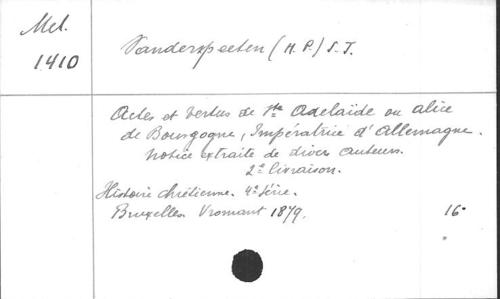 Mel.
1410
Vanderspeeten (H. P.) S. J.
Actes et vertus de Ste Adelaïde ou Alice
de Bourgogne, Impératrice d'Allemagne.
Notice extraite de divers auteurs.
2e livraison.
Histoire chrétienne. 4e série.
Bruxelles Vromant 1879. 16°